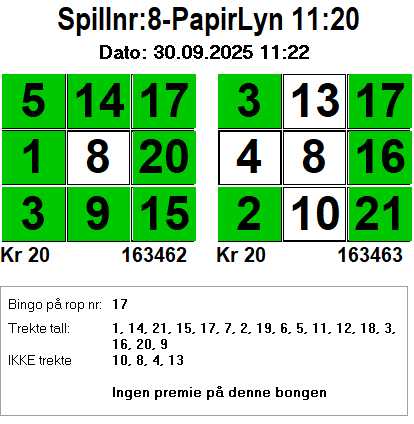 Spillnr:8-PapirLyn 11:20
Dato: 30.09.2025 11:22
5 14 17 3 13 17
1 8 20 4 8 16
3 9 15 2 10 21
Kr 20 163462 Kr 20 163463
Bingo på rop nr: 17
Trekte tall: 1, 14, 21, 15, 17, 7, 2, 19, 6, 5, 11, 12, 18, 3,
16, 20, 9
IKKE trekte 10, 8, 4, 13
Ingen premie på denne bongen